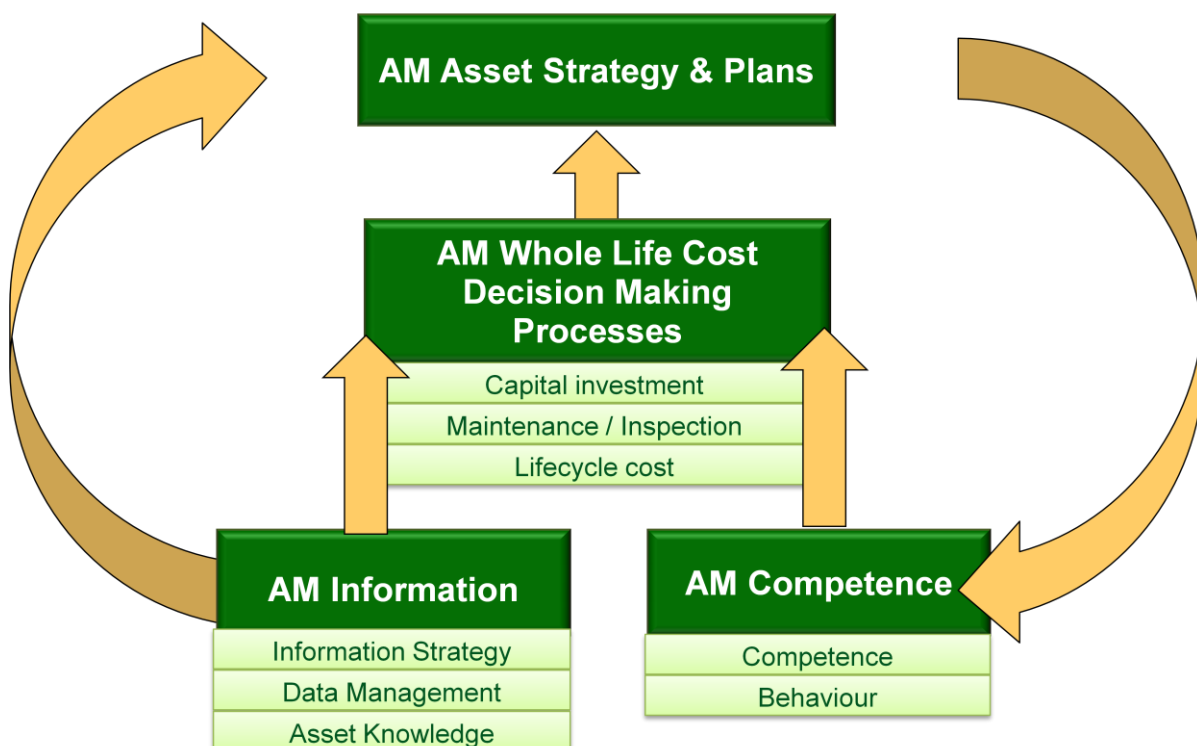 AM Asset Strategy & Plans
AM Whole Life Cost
Decision Making
Processes
Capital investment
Maintenance / Inspection
Lifecycle cost
AM Information
Information Strategy
Data Management
Asset Knowledge
AM Competence
Competence
Behaviour